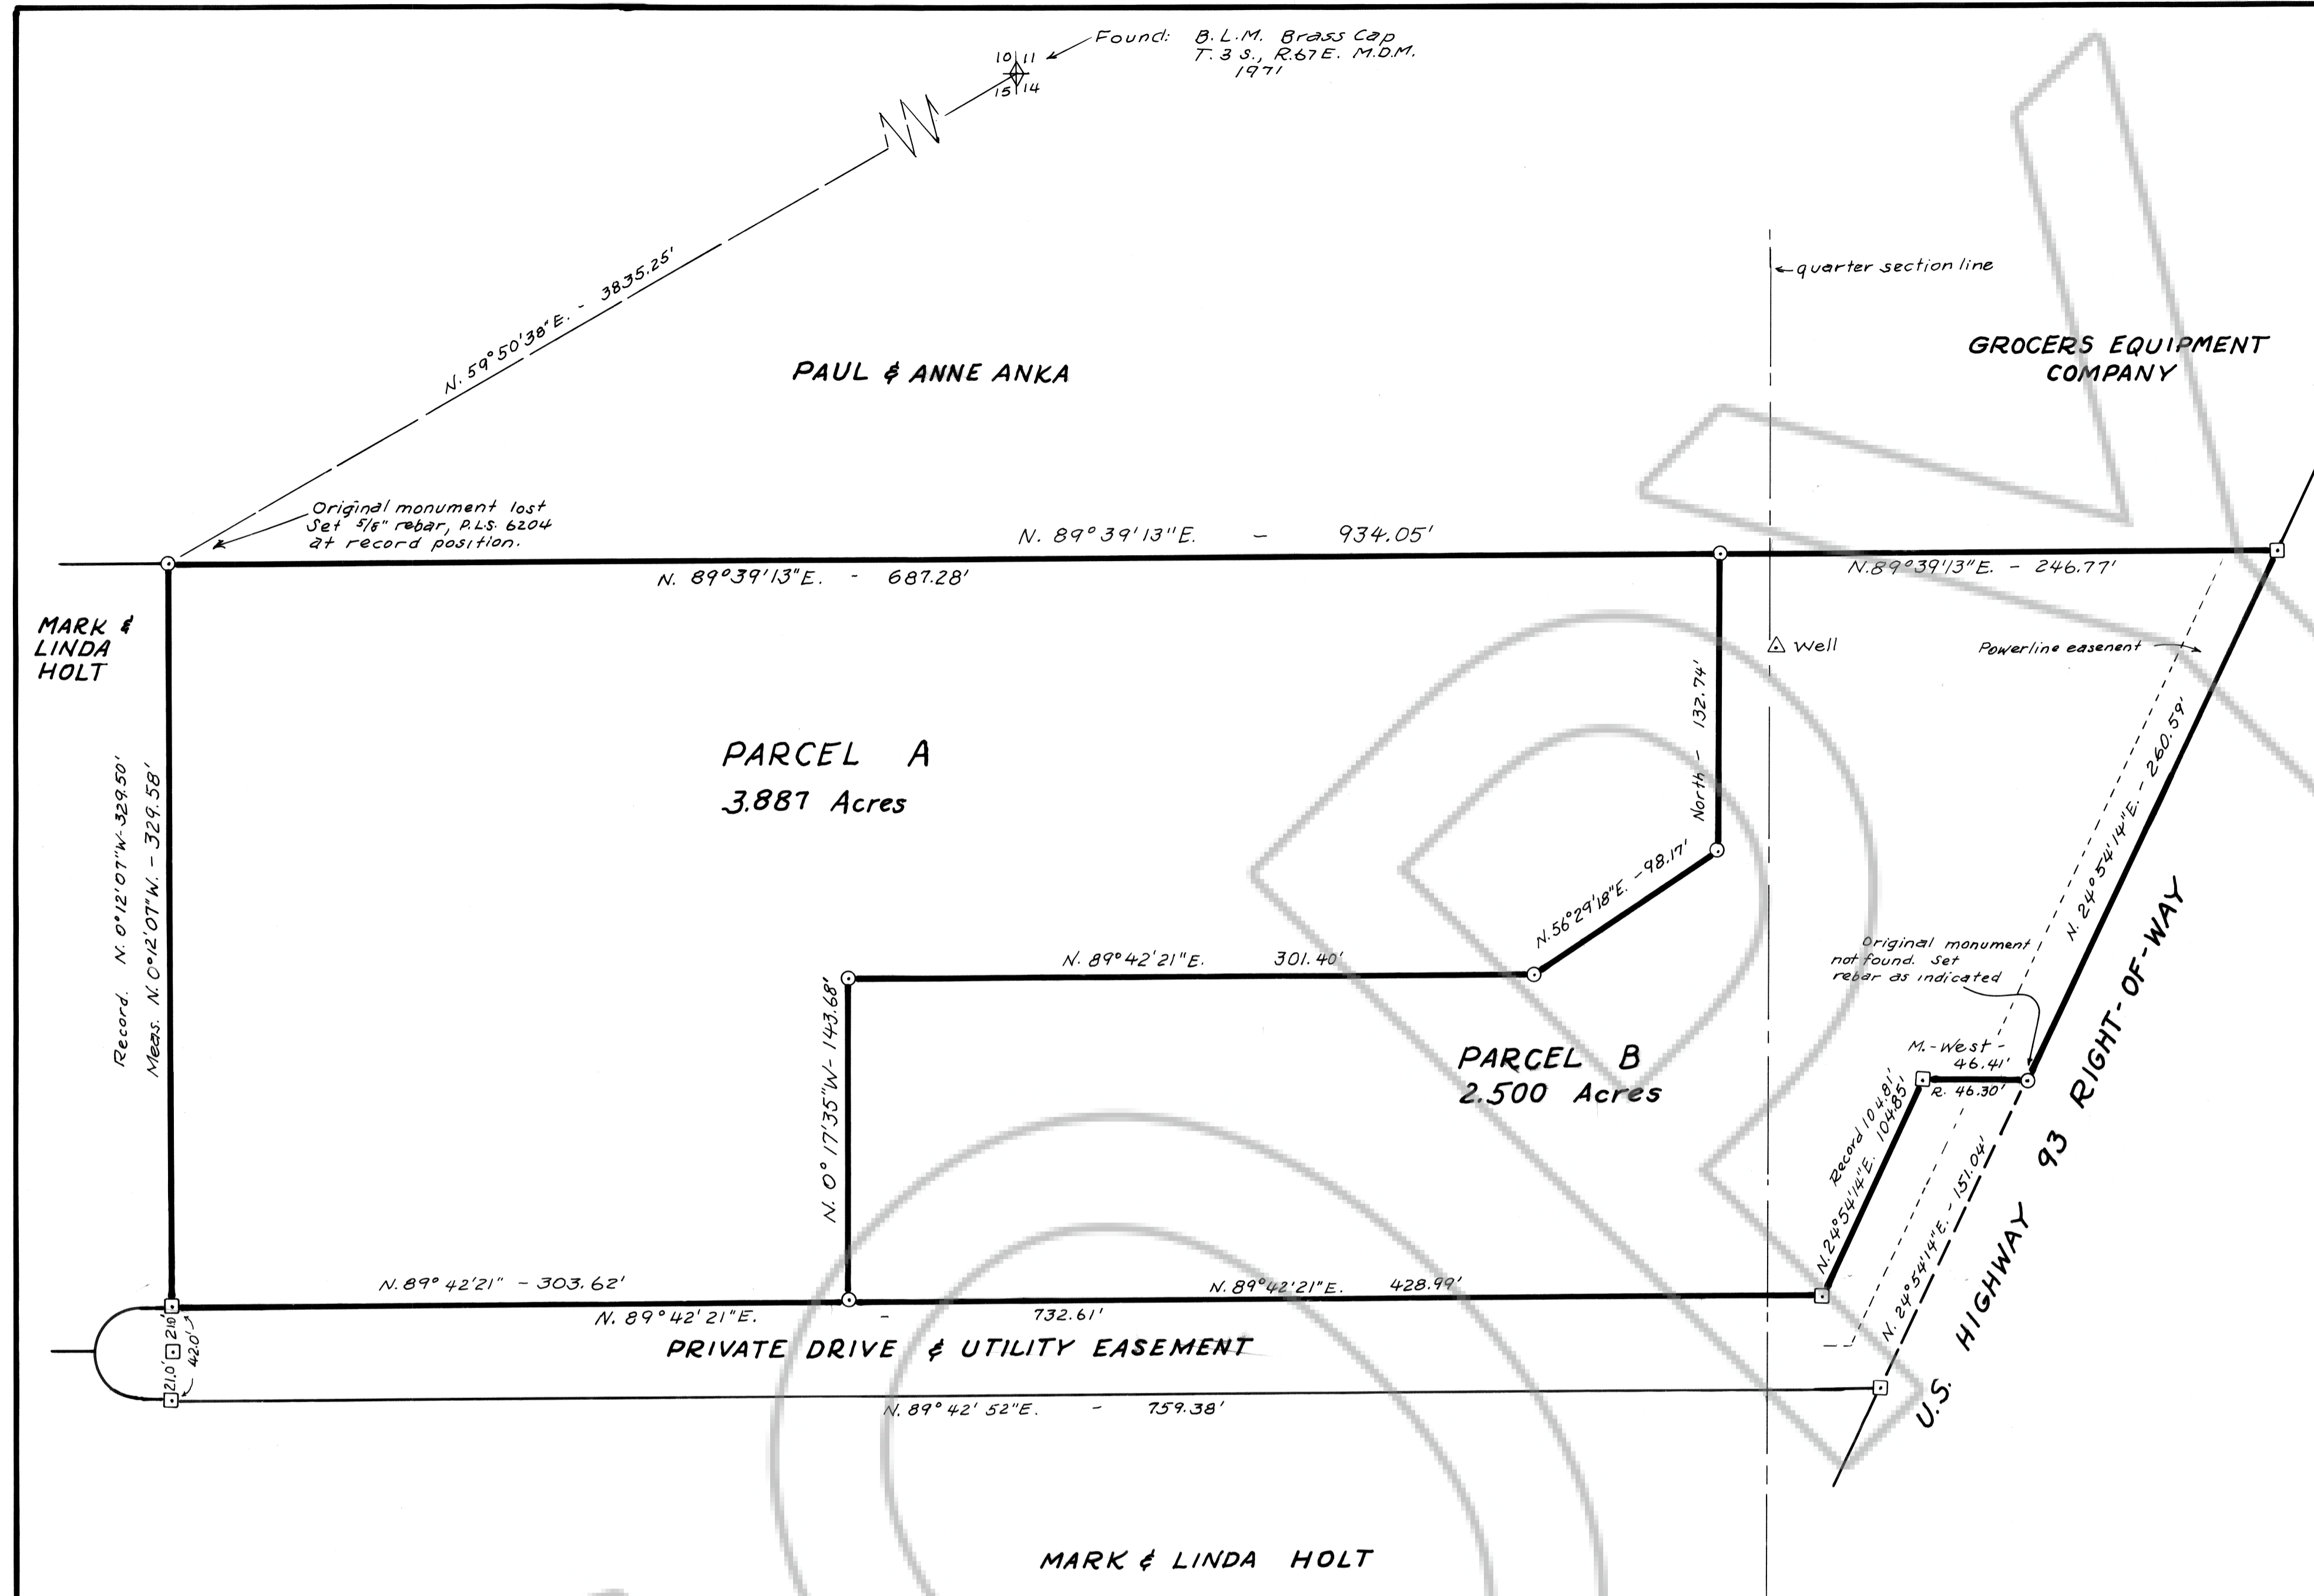 Found: B.L.M. Brass Cap
T. 3 S., R.67 E. M.D.M.
1971
10 11
15 14
N. 59° 50' 38" E. - 3835.25'
quarter section line
PAUL & ANNE ANKA
GROCERS EQUIPMENT
COMPANY
Original monument lost
Set 5/8" rebar, P.L.S. 6204
at record position.
N. 89° 39' 13" E. - 934.05'
N. 89° 39' 13" E. - 687.28'
N. 89° 39' 13" E. - 246.77'
MARK &
LINDA
HOLT
Well
Powerline easenent
North - 132.74'
PARCEL A
3.887 Acres
Record. N. 0° 12' 07" W - 329.50'
Meas. N. 0° 12' 07" W. - 329.58'
N. 24° 54' 14" E. - 260.59'
N. 56° 29' 18" E. - 98.17'
Original monument
not found. Set
rebar as indicated
N. 89° 42' 21" E. 301.40'
N. 0° 17' 35" W - 143.68'
M. - West -
46.41'
R. 46.30'
PARCEL B
2.500 Acres
Record 104.81'
N. 24° 54' 14" E. 104.85'
N. 24° 54' 14" E. - 151.04'
U.S. HIGHWAY 93 RIGHT-OF-WAY
N. 89° 42' 21" - 303.62'
N. 89° 42' 21" E. 428.99'
N. 89° 42' 21" E. - 732.61'
21.0'
21.0'
42.0'
PRIVATE DRIVE & UTILITY EASEMENT
N. 89° 42' 52" E. - 759.38'
MARK & LINDA HOLT